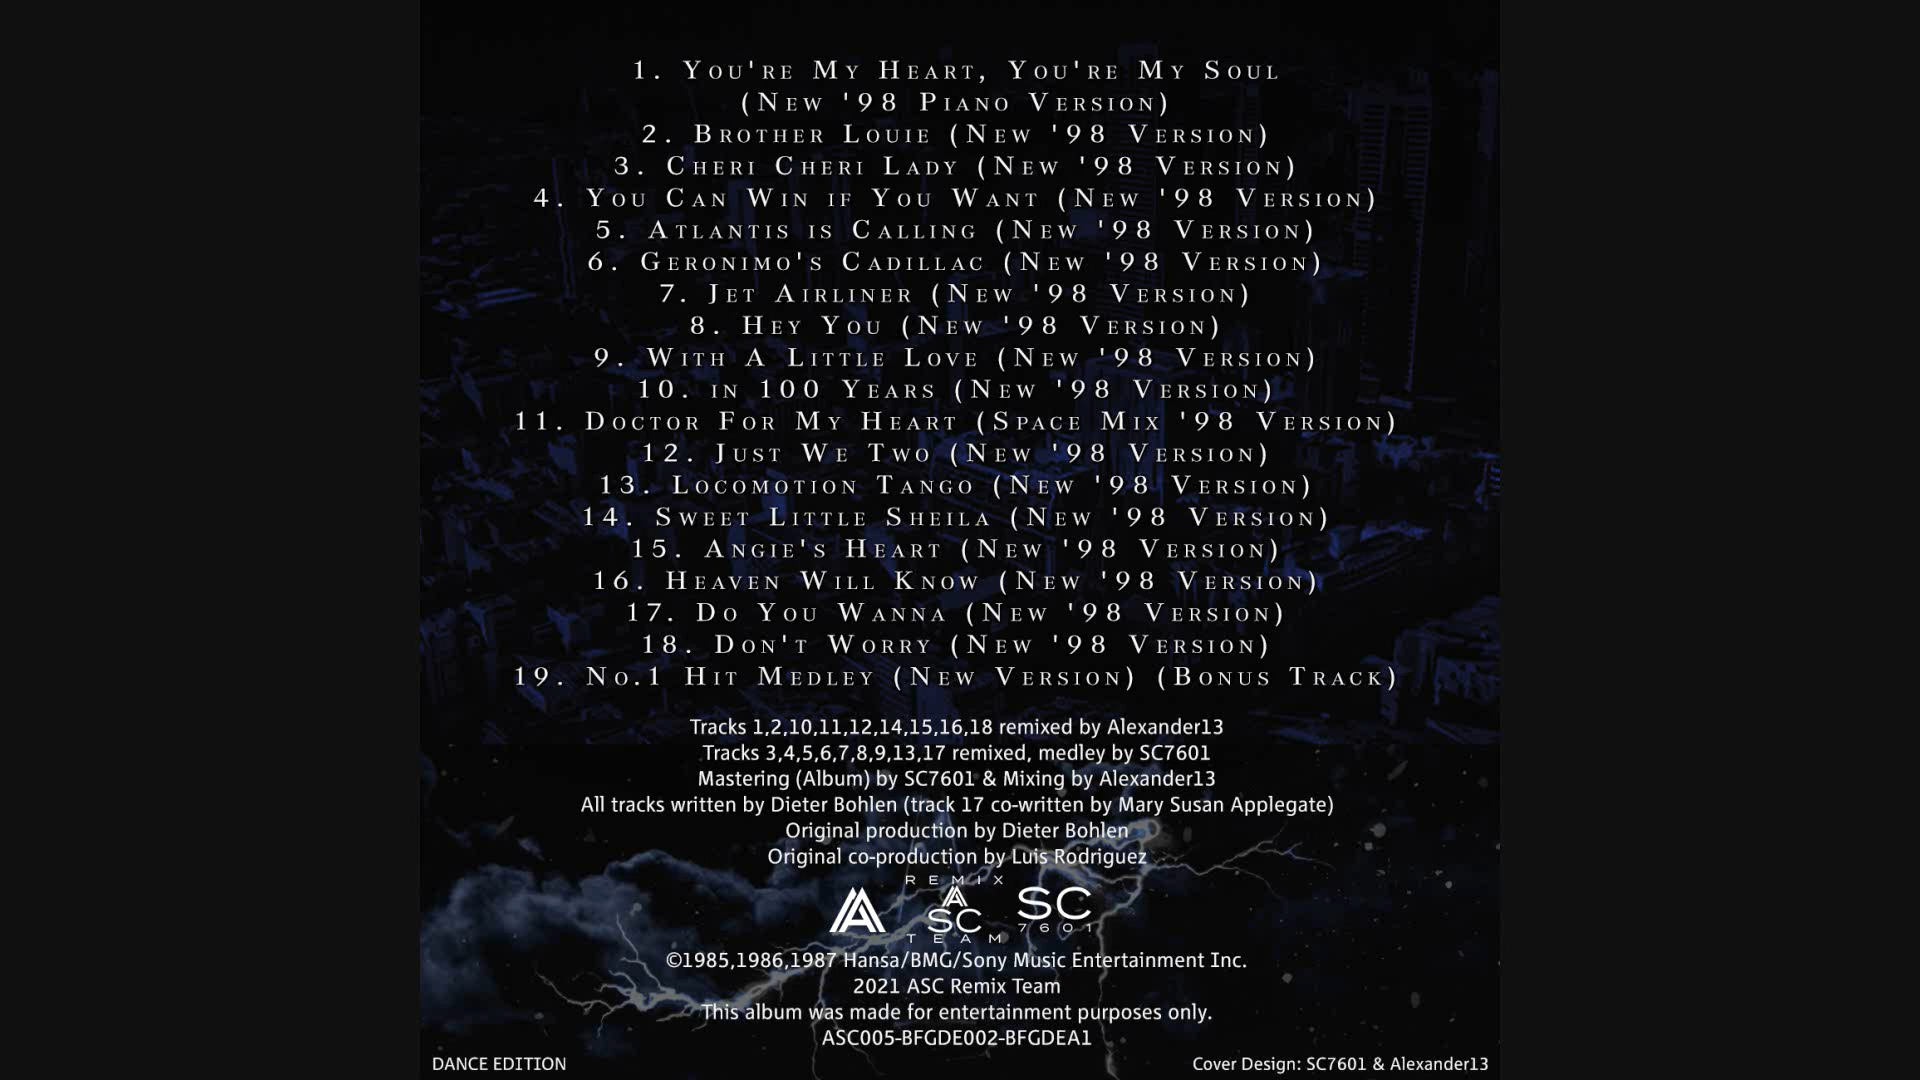 1. You're My Heart, You're My Soul
(New '98 Piano Version)
2. Brother Louie (New '98 Version)
3. Cheri Cheri Lady (New '98 Version)
4. You Can Win if You Want (New '98 Version)
5. Atlantis is Calling (New '98 Version)
6. Geronimo's Cadillac (New '98 Version)
7. Jet Airliner (New '98 Version)
8. Hey You (New '98 Version)
9. With A Little Love (New '98 Version)
10. in 100 Years (New '98 Version)
11. Doctor For My Heart (Space Mix '98 Version)
12. Just We Two (New '98 Version)
13. Locomotion Tango (New '98 Version)
14. Sweet Little Sheila (New '98 Version)
15. Angie's Heart (New '98 Version)
16. Heaven Will Know (New '98 Version)
17. Do You Wanna (New '98 Version)
18. Don't Worry (New '98 Version)
19. No.1 Hit Medley (New Version) (Bonus Track)
Tracks 1,2,10,11,12,14,15,16,18 remixed by Alexander13
Tracks 3,4,5,6,7,8,9,13,17 remixed, medley by SC7601
Mastering (Album) by SC7601 & Mixing by Alexander13
All tracks written by Dieter Bohlen (track 17 co-written by Mary Susan Applegate)
Original production by Dieter Bohlen
Original co-production by Luis Rodriguez
REMIX
A
SC
TEAM
SC
7601
©1985,1986,1987 Hansa/BMG/Sony Music Entertainment Inc.
2021 ASC Remix Team
This album was made for entertainment purposes only.
ASC005-BFGDE002-BFGDEA1
DANCE EDITION
Cover Design: SC7601 & Alexander13